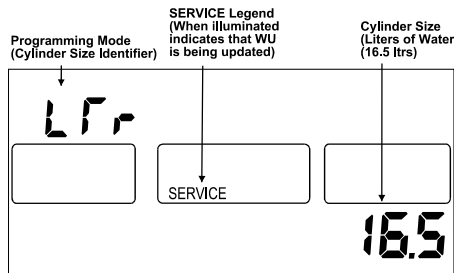 SERVICE Legend
(When illuminated
indicates that WU
is being updated)
Programming Mode
(Cylinder Size Identifier)
Cylinder Size
(Liters of Water
(16.5 ltrs)
LTr
SERVICE
16.5